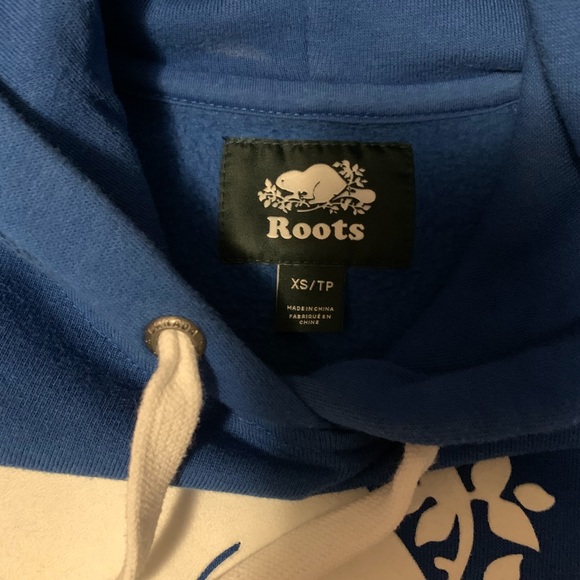 Roots
XS/TP
MADE IN CHINA
FABRIQUÉ EN
CHINE